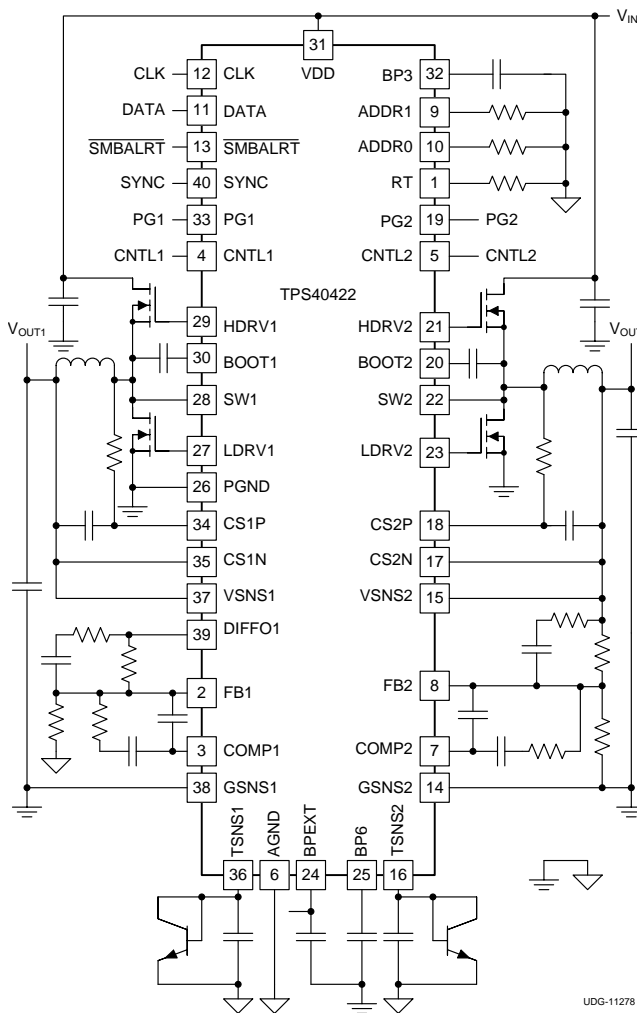 V_IN
31
VDD
CLK 12 CLK
DATA 11 DATA
SMBALRT 13 SMBALRT
SYNC 40 SYNC
PG1 33 PG1
CNTL1 4 CNTL1
BP3 32
ADDR1 9
ADDR0 10
RT 1
PG2 19 PG2
CNTL2 5 CNTL2
TPS40422
V_OUT1
29 HDRV1
30 BOOT1
28 SW1
27 LDRV1
26 PGND
34 CS1P
35 CS1N
37 VSNS1
39 DIFFO1
2 FB1
3 COMP1
38 GSNS1
HDRV2 21
BOOT2 20
SW2 22
LDRV2 23
CS2P 18
CS2N 17
VSNS2 15
FB2 8
COMP2 7
GSNS2 14
TSNS1 AGND BPEXT BP6 TSNS2
36 6 24 25 16
UDG-11278